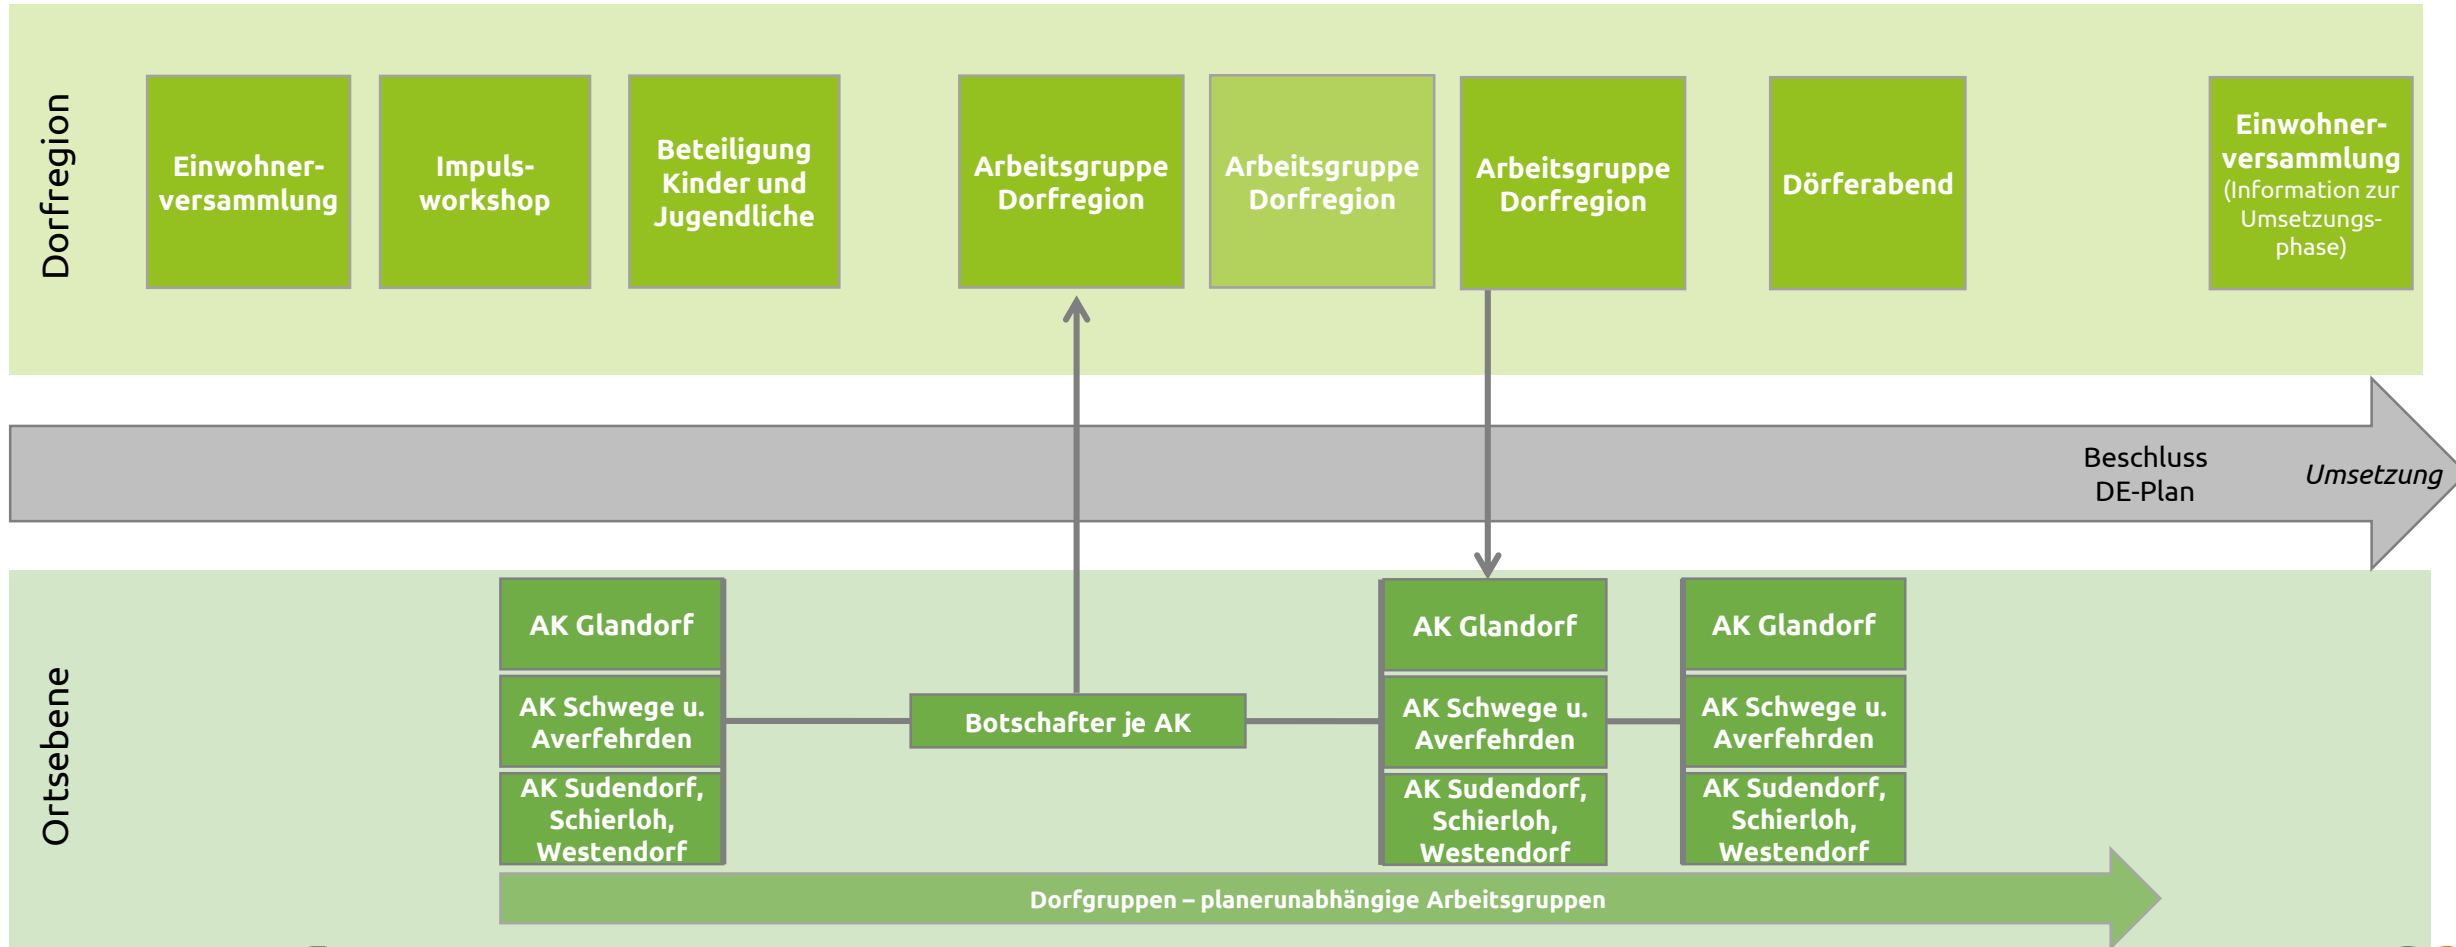 Dorfregion
Einwohner-
versammlung
Impuls-
workshop
Beteiligung
Kinder und
Jugendliche
Arbeitsgruppe
Dorfregion
Arbeitsgruppe
Dorfregion
Arbeitsgruppe
Dorfregion
Dörferabend
Einwohner-
versammlung
(Information zur
Umsetzungs-
phase)
Beschluss
DE-Plan
Umsetzung
Ortsebene
AK Glandorf
AK Schwege u.
Averfehrden
AK Sudendorf,
Schierloh,
Westendorf
Botschafter je AK
AK Glandorf
AK Schwege u.
Averfehrden
AK Sudendorf,
Schierloh,
Westendorf
AK Glandorf
AK Schwege u.
Averfehrden
AK Sudendorf,
Schierloh,
Westendorf
Dorfgruppen – planerunabhängige Arbeitsgruppen